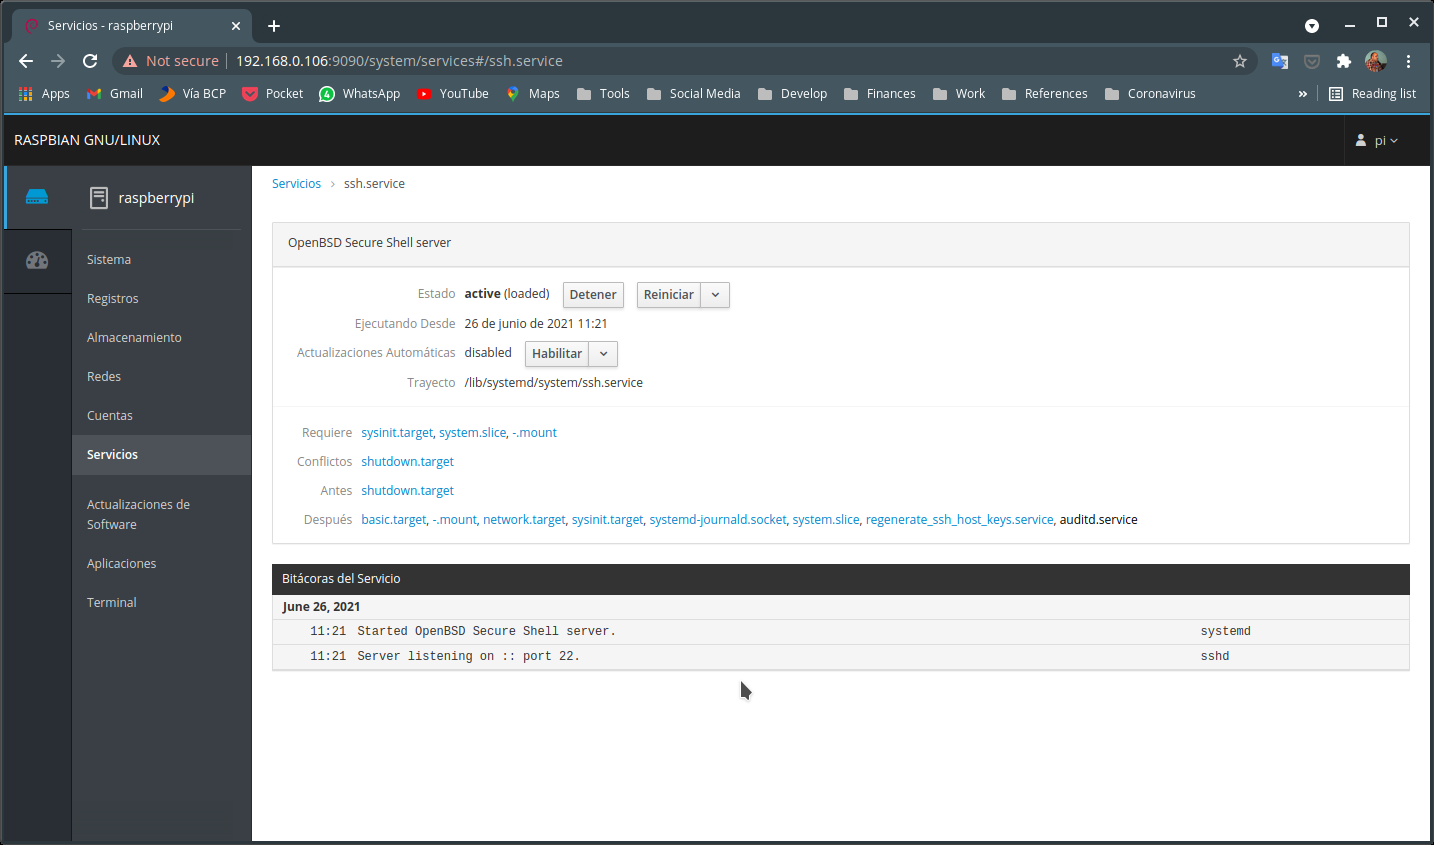 Servicios - raspberrypi
Not secure 192.168.0.106:9090/system/services#/ssh.service
Apps Gmail Vía BCP Pocket 4 WhatsApp YouTube Maps Tools Social Media Develop Finances Work References Coronavirus » Reading list
RASPBIAN GNU/LINUX pi
raspberrypi
Sistema
Registros
Almacenamiento
Redes
Cuentas
Servicios
Actualizaciones de
Software
Aplicaciones
Terminal
Servicios › ssh.service
OpenBSD Secure Shell server
Estado active (loaded) Detener Reiniciar
Ejecutando Desde 26 de junio de 2021 11:21
Actualizaciones Automáticas disabled Habilitar
Trayecto /lib/systemd/system/ssh.service
Requiere sysinit.target, system.slice, -.mount
Conflictos shutdown.target
Antes shutdown.target
Después basic.target, -.mount, network.target, sysinit.target, systemd-journald.socket, system.slice, regenerate_ssh_host_keys.service, auditd.service
Bitácoras del Servicio
June 26, 2021
11:21 Started OpenBSD Secure Shell server. systemd
11:21 Server listening on :: port 22. sshd